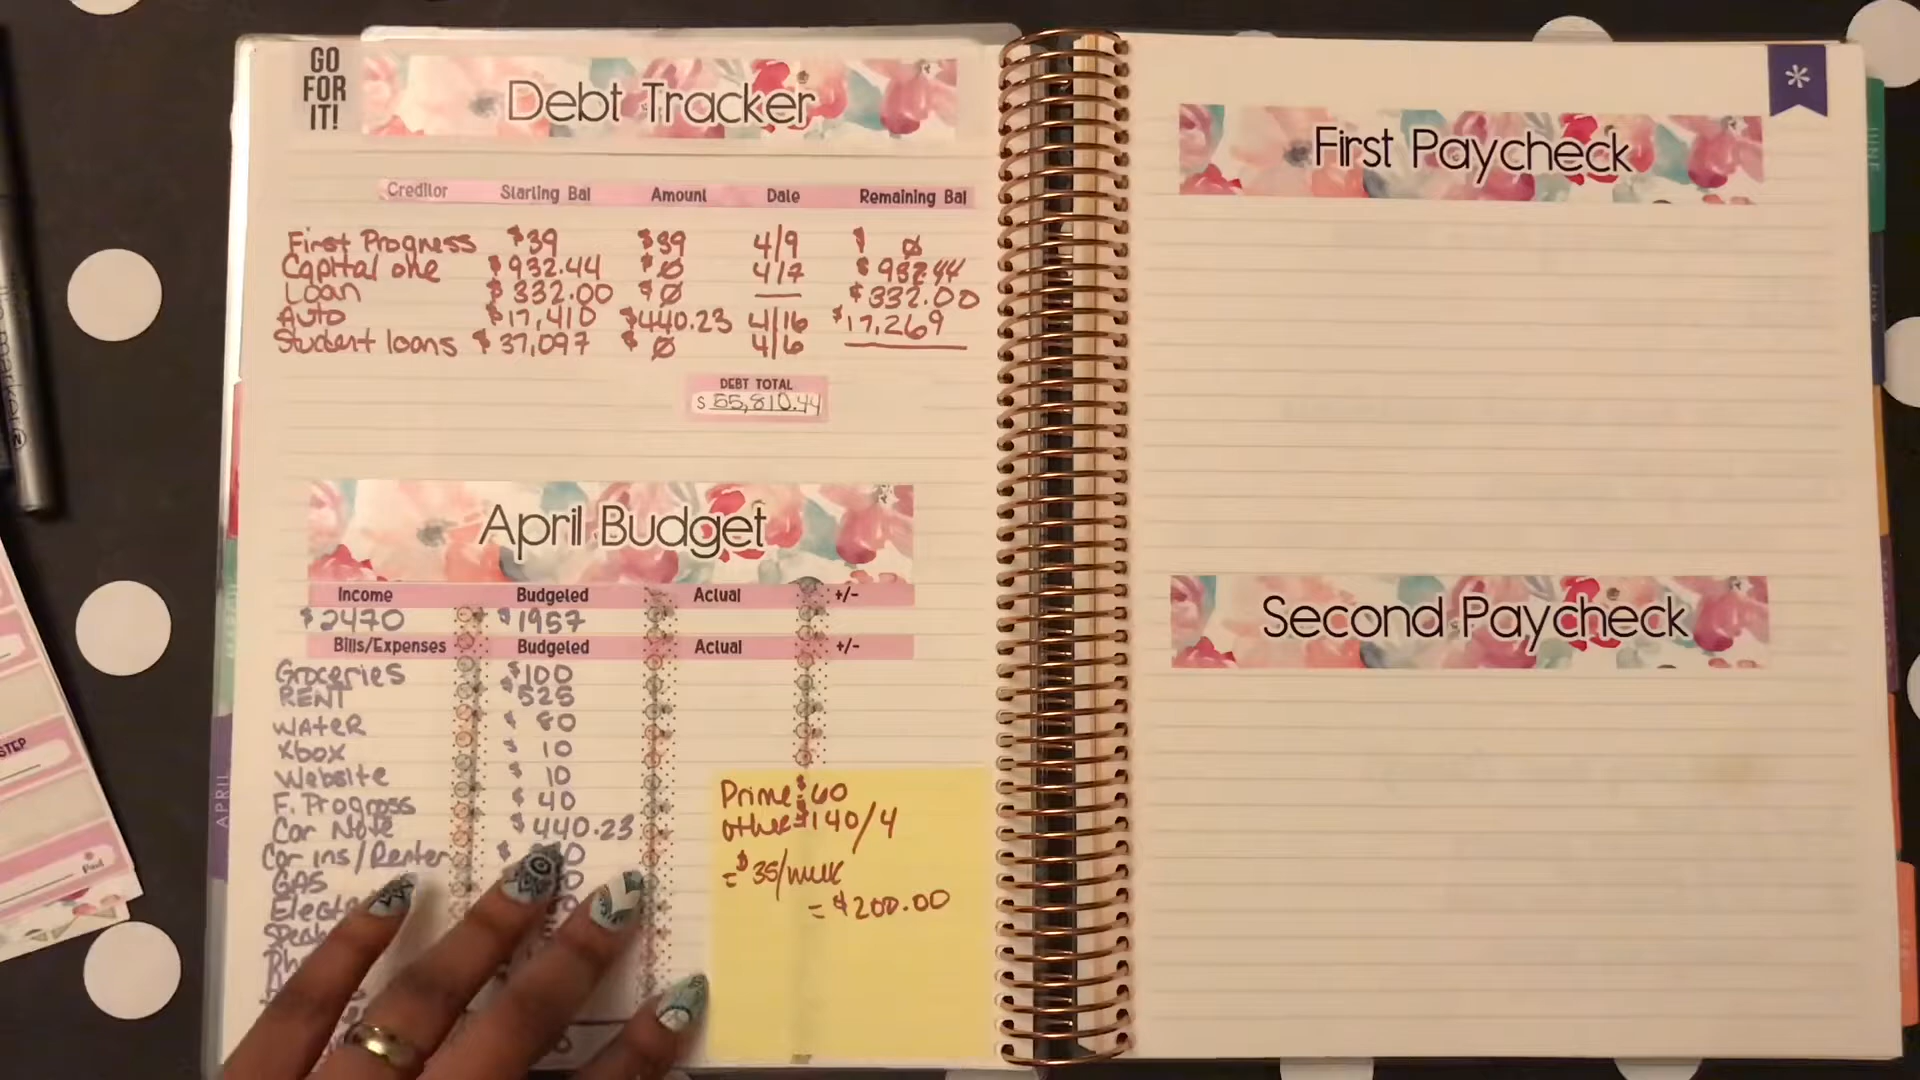 GO
FOR
IT!
Debt Tracker
Creditor Starting Bal Amount Date Remaining Bal
First Progress $39 $39 4/9 $ Ø
Capital one $932.44 $Ø 4/7 $932.44
Loan $332.00 $Ø — $332.00
Auto $17,410 $440.23 4/16 $17,269
Student loans $37,097 $Ø 4/6
DEBT TOTAL
$55,810.44
April Budget
Income Budgeted Actual +/-
$2470 $1957
Bills/Expenses Budgeted Actual +/-
Groceries $100
RENT $525
WATER $80
Xbox $10
Website $10
F. Progress $40
Car Note $440.23
Car ins/Renter $
GAS
Prime $60
other $140/4
= $35/
= $200.00
APRIL
STEP
Paid
*
First Paycheck
Second Paycheck
JUNE